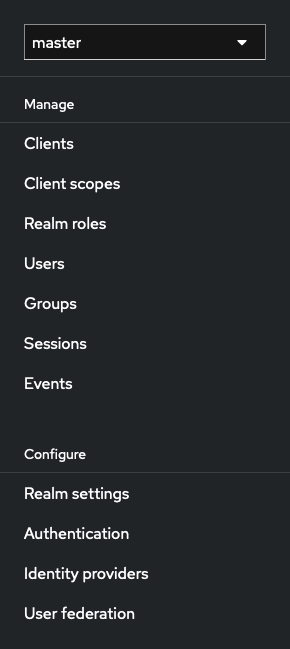 master
Manage
Clients
Client scopes
Realm roles
Users
Groups
Sessions
Events
Configure
Realm settings
Authentication
Identity providers
User federation